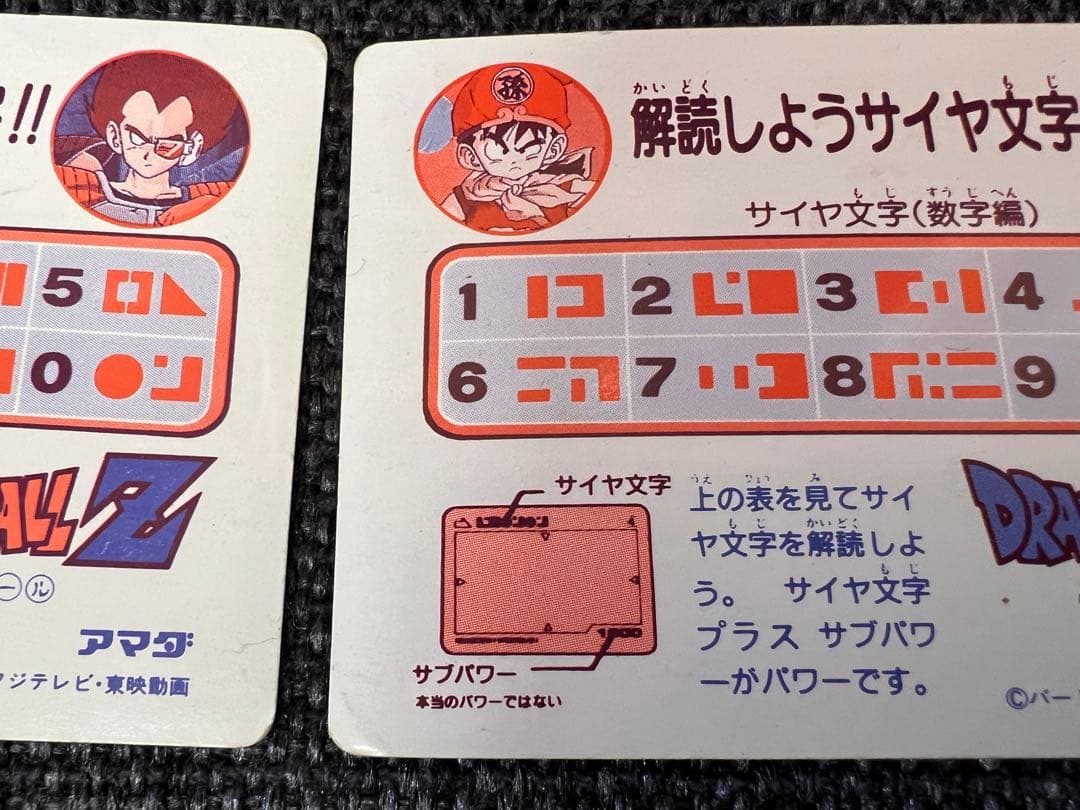 !!
5
0
ALL Z
ール
アマダ
フジテレビ・東映動画
孫
かいどく もじ
解読しようサイヤ文字
もじ すうじへん
サイヤ文字(数字編)
1 2 3 4
6 7 8 9
サイヤ文字
4
サブパワー
本当のパワーではない
うえ ひょう み
上の表を見てサイ
もじ かいどく
ヤ文字を解読しよ
もじ
う。 サイヤ文字
プラス サブパワ
ーがパワーです。
DRA
©バー